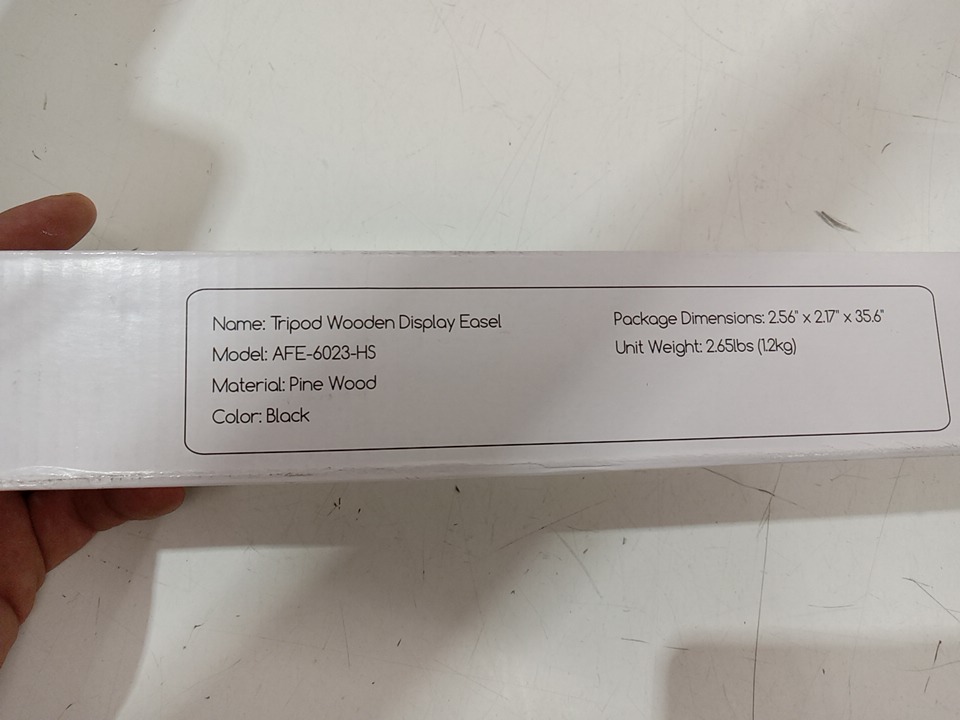 Name: Tripod Wooden Display Easel
Model: AFE-6023-HS
Material: Pine Wood
Color: Black
Package Dimensions: 2.56" x 2.17" x 35.6"
Unit Weight: 2.65lbs (1.2kg)